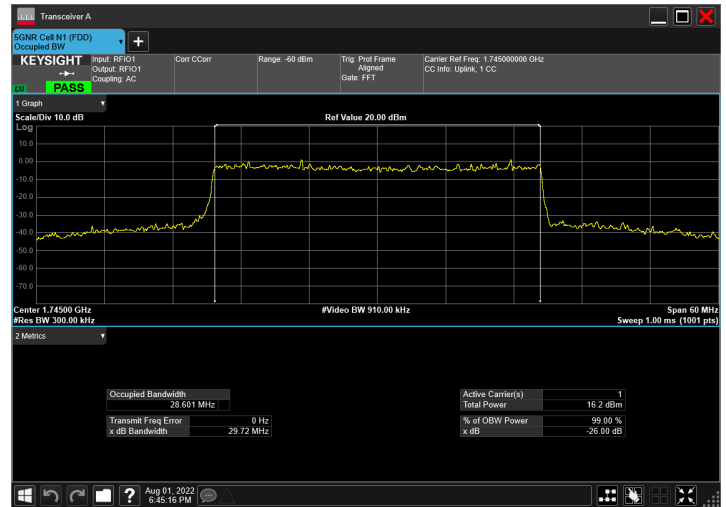 Transceiver A
5GNR Cell N1 (FDD)
Occupied BW
KEYSIGHT
LXI
PASS
Input: RFIO1
Output: RFIO1
Coupling: AC
Corr CCorr
Range: -60 dBm
Trig: Prot Frame
Aligned
Gate: FFT
Carrier Ref Freq: 1.745000000 GHz
CC Info: Uplink, 1 CC
1 Graph
Scale/Div 10.0 dB
Ref Value 20.00 dBm
Log
10.0
0.00
-10.0
-20.0
-30.0
-40.0
-50.0
-60.0
-70.0
Center 1.74500 GHz
#Video BW 910.00 kHz
Span 60 MHz
#Res BW 300.00 kHz
Sweep 1.00 ms (1001 pts)
2 Metrics
Occupied Bandwidth
28.601 MHz
Transmit Freq Error 0 Hz
x dB Bandwidth 29.72 MHz
Active Carrier(s) 1
Total Power 16.2 dBm
% of OBW Power 99.00 %
x dB -26.00 dB
?
Aug 01, 2022
6:45:16 PM